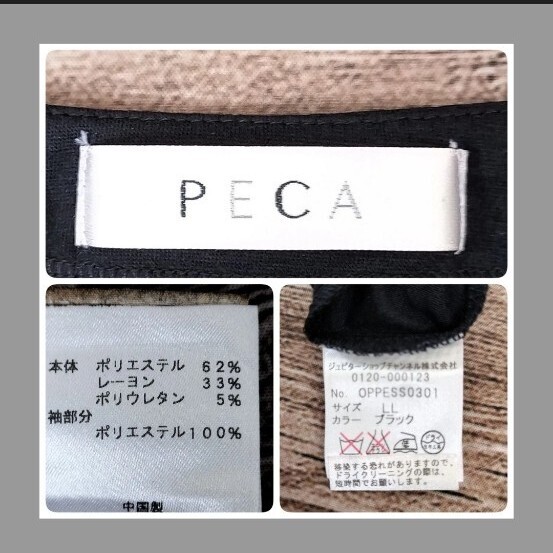 PECA
本体 ポリエステル 62%
レーヨン 33%
ポリウレタン 5%
袖部分
ポリエステル100%
中国製
ジュピターショップチャンネル株式会社
0120-000123
No. OPPESS0301
サイズ LL
カラー ブラック
移染する恐れがありますので、
ドライクリーニングの際は、
短時間でお願いします。